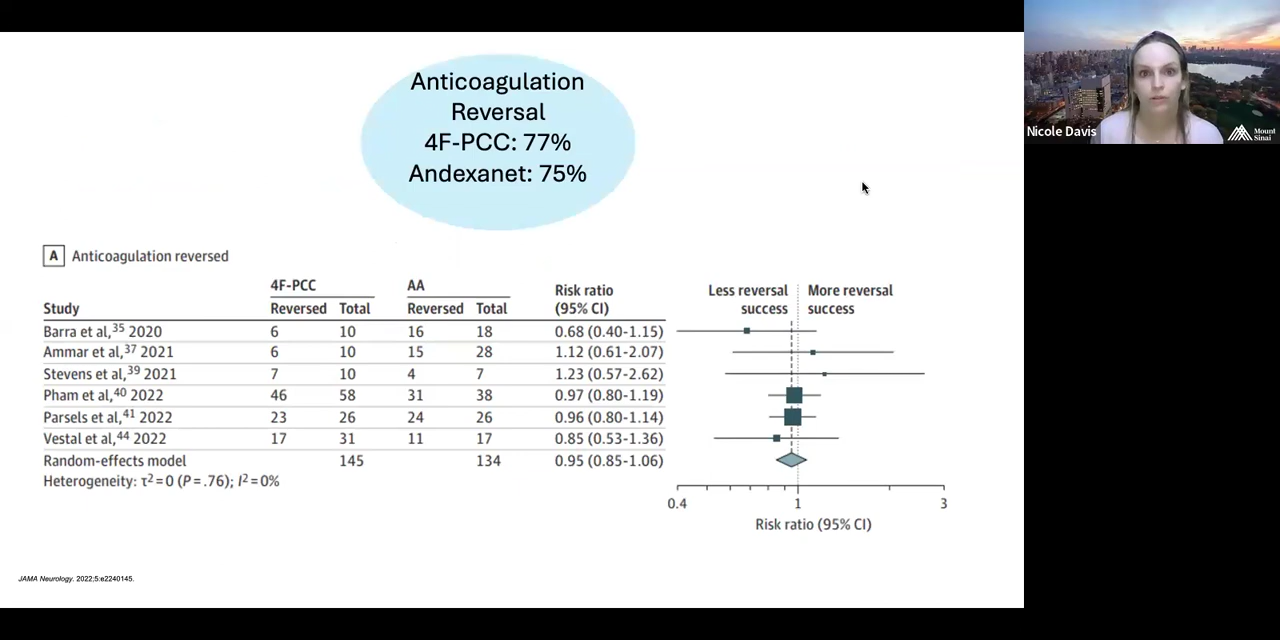 Anticoagulation
Reversal
4F-PCC: 77%
Andexanet: 75%
A Anticoagulation reversed
4F-PCC AA Risk ratio Less reversal More reversal
Study Reversed Total Reversed Total (95% CI) success success
Barra et al,35 2020 6 10 16 18 0.68 (0.40-1.15)
Ammar et al,37 2021 6 10 15 28 1.12 (0.61-2.07)
Stevens et al,39 2021 7 10 4 7 1.23 (0.57-2.62)
Pham et al,40 2022 46 58 31 38 0.97 (0.80-1.19)
Parsels et al,41 2022 23 26 24 26 0.96 (0.80-1.14)
Vestal et al,44 2022 17 31 11 17 0.85 (0.53-1.36)
Random-effects model 145 134 0.95 (0.85-1.06)
Heterogeneity: τ2 = 0 (P = .76); I2 = 0%
0.4 1 3
Risk ratio (95% CI)
JAMA Neurology. 2022;5:e2240145.
Nicole Davis
Mount
Sinai